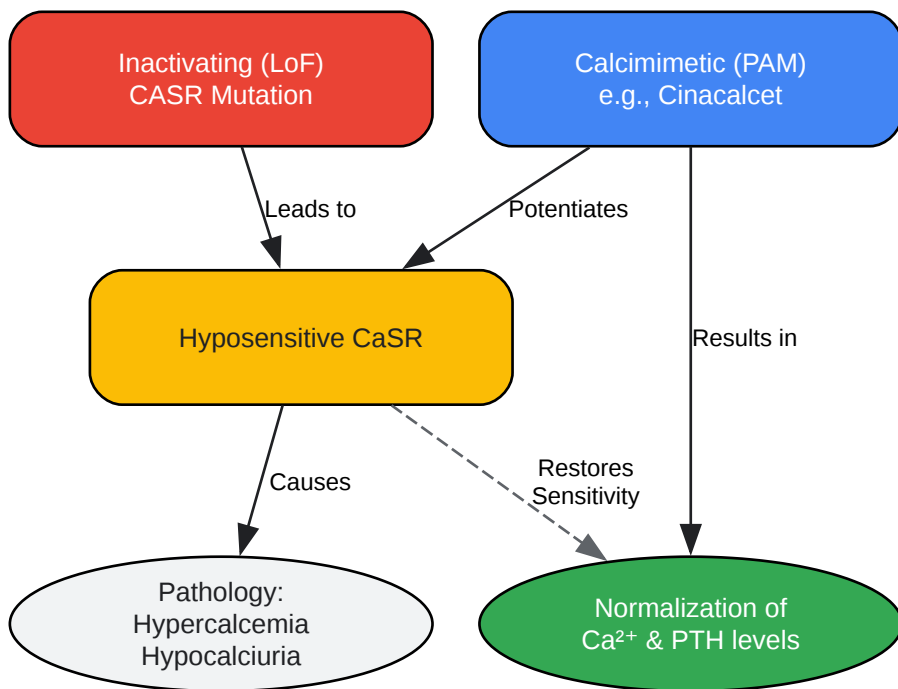 Inactivating (LoF)
CASR Mutation
Calcimimetic (PAM)
e.g., Cinacalcet
Leads to
Potentiates
Hyposensitive CaSR
Results in
Causes
Restores
Sensitivity
Pathology:
Hypercalcemia
Hypocalciuria
Normalization of
Ca²⁺ & PTH levels